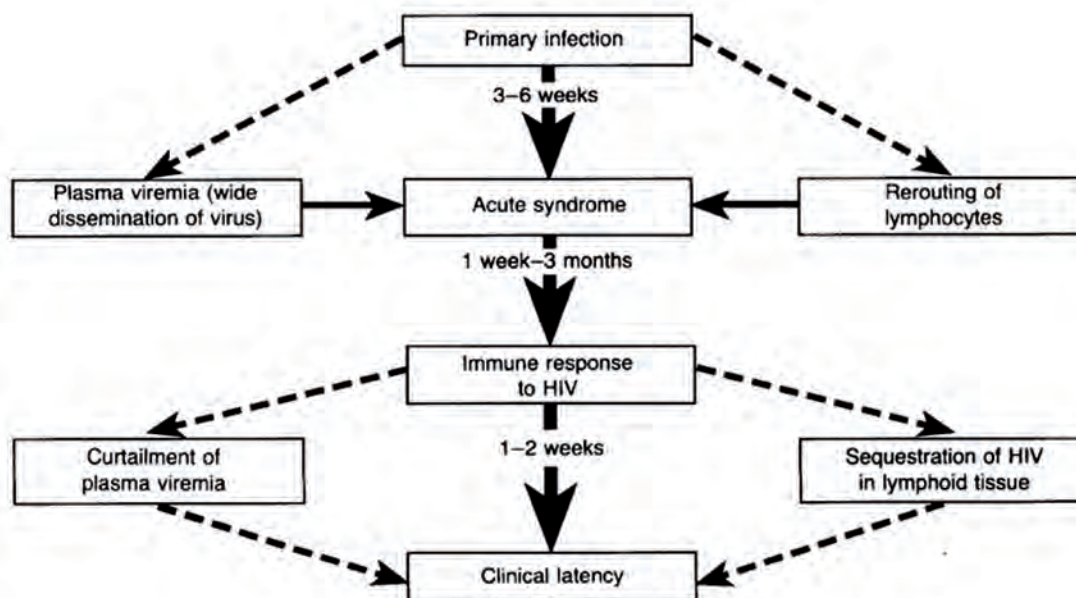 Primary infection
3–6 weeks
Plasma viremia (wide
dissemination of virus)
Acute syndrome
Rerouting of
lymphocytes
1 week–3 months
Immune response
to HIV
1–2 weeks
Curtailment of
plasma viremia
Sequestration of HIV
in lymphoid tissue
Clinical latency